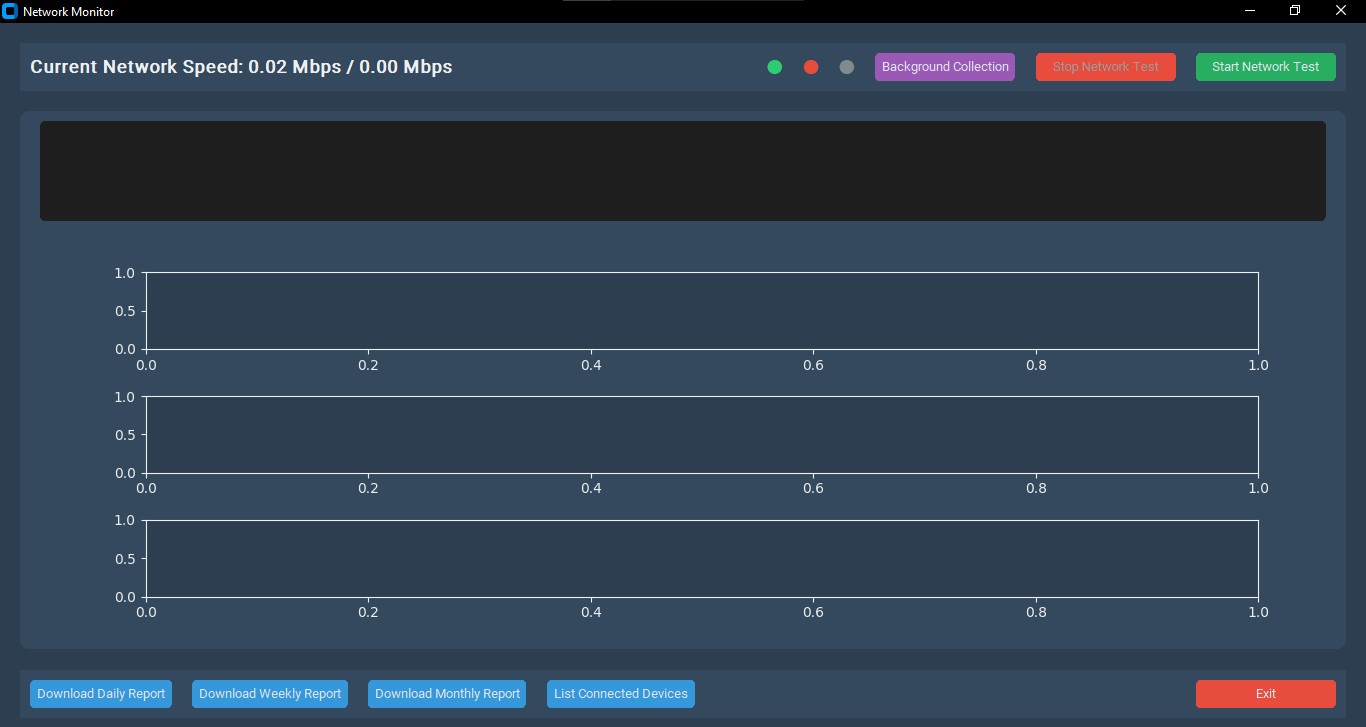 Network Monitor
Current Network Speed: 0.02 Mbps / 0.00 Mbps
Background Collection
Stop Network Test
Start Network Test
1.0
0.5
0.0
0.0 0.2 0.4 0.6 0.8 1.0
1.0
0.5
0.0
0.0 0.2 0.4 0.6 0.8 1.0
1.0
0.5
0.0
0.0 0.2 0.4 0.6 0.8 1.0
Download Daily Report
Download Weekly Report
Download Monthly Report
List Connected Devices
Exit